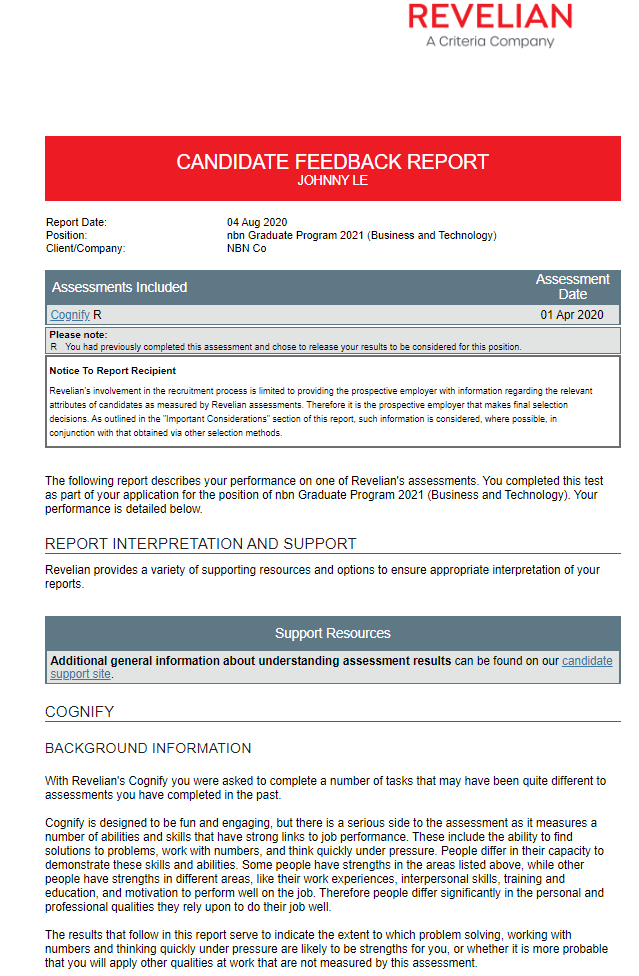 REVELIAN
A Criteria Company
CANDIDATE FEEDBACK REPORT
JOHNNY LE
Report Date: 04 Aug 2020
Position: nbn Graduate Program 2021 (Business and Technology)
Client/Company: NBN Co
Assessments Included Assessment Date
Cognify R 01 Apr 2020
Please note:
R You had previously completed this assessment and chose to release your results to be considered for this position.
Notice To Report Recipient
Revelian's involvement in the recruitment process is limited to providing the prospective employer with information regarding the relevant
attributes of candidates as measured by Revelian assessments. Therefore it is the prospective employer that makes final selection
decisions. As outlined in the "Important Considerations" section of this report, such information is considered, where possible, in
conjunction with that obtained via other selection methods.
The following report describes your performance on one of Revelian's assessments. You completed this test
as part of your application for the position of nbn Graduate Program 2021 (Business and Technology). Your
performance is detailed below.
REPORT INTERPRETATION AND SUPPORT
Revelian provides a variety of supporting resources and options to ensure appropriate interpretation of your
reports.
Support Resources
Additional general information about understanding assessment results can be found on our candidate
support site.
COGNIFY
BACKGROUND INFORMATION
With Revelian's Cognify you were asked to complete a number of tasks that may have been quite different to
assessments you have completed in the past.
Cognify is designed to be fun and engaging, but there is a serious side to the assessment as it measures a
number of abilities and skills that have strong links to job performance. These include the ability to find
solutions to problems, work with numbers, and think quickly under pressure. People differ in their capacity to
demonstrate these skills and abilities. Some people have strengths in the areas listed above, while other
people have strengths in different areas, like their work experiences, interpersonal skills, training and
education, and motivation to perform well on the job. Therefore people differ significantly in the personal and
professional qualities they rely upon to do their job well.
The results that follow in this report serve to indicate the extent to which problem solving, working with
numbers and thinking quickly under pressure are likely to be strengths for you, or whether it is more probable
that you will apply other qualities at work that are not measured by this assessment.